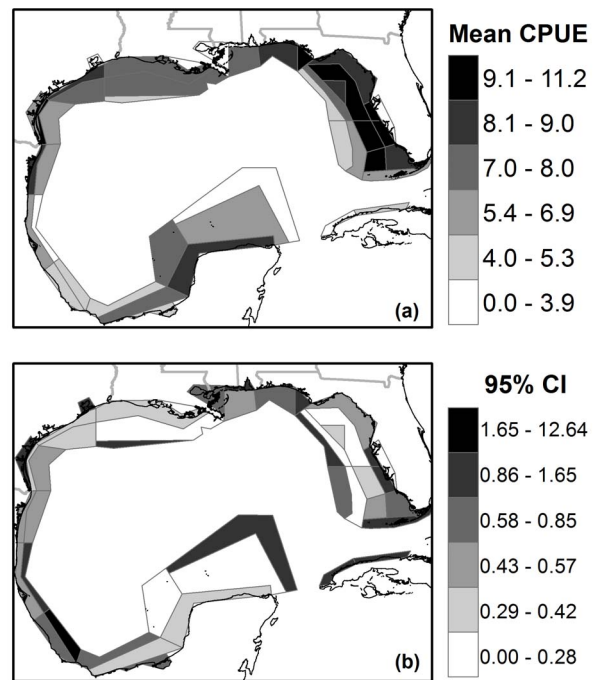 Mean CPUE
9.1 - 11.2
8.1 - 9.0
7.0 - 8.0
5.4 - 6.9
4.0 - 5.3
0.0 - 3.9
(a)
95% CI
1.65 - 12.64
0.86 - 1.65
0.58 - 0.85
0.43 - 0.57
0.29 - 0.42
0.00 - 0.28
(b)